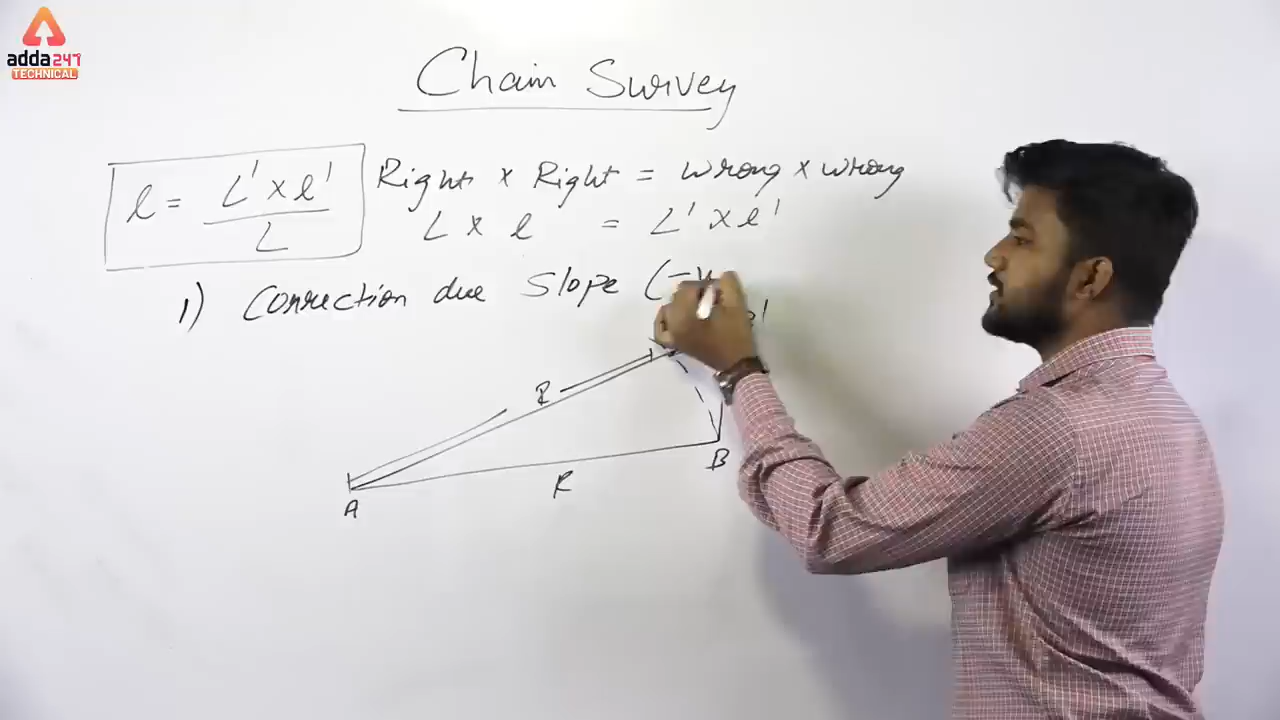 adda247
TECHNICAL
Chain Survey
l = L' x l' / L
Right x Right = wrong x wrong
L x l = L' x l'
1) Correction due Slope (-v
R
R
A
B